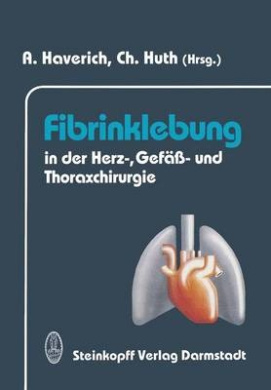 A. Haverich, Ch. Huth (Hrsg.)
Fibrinklebung
in der Herz-, Gefäß- und
Thoraxchirurgie
Steinkopff Verlag Darmstadt